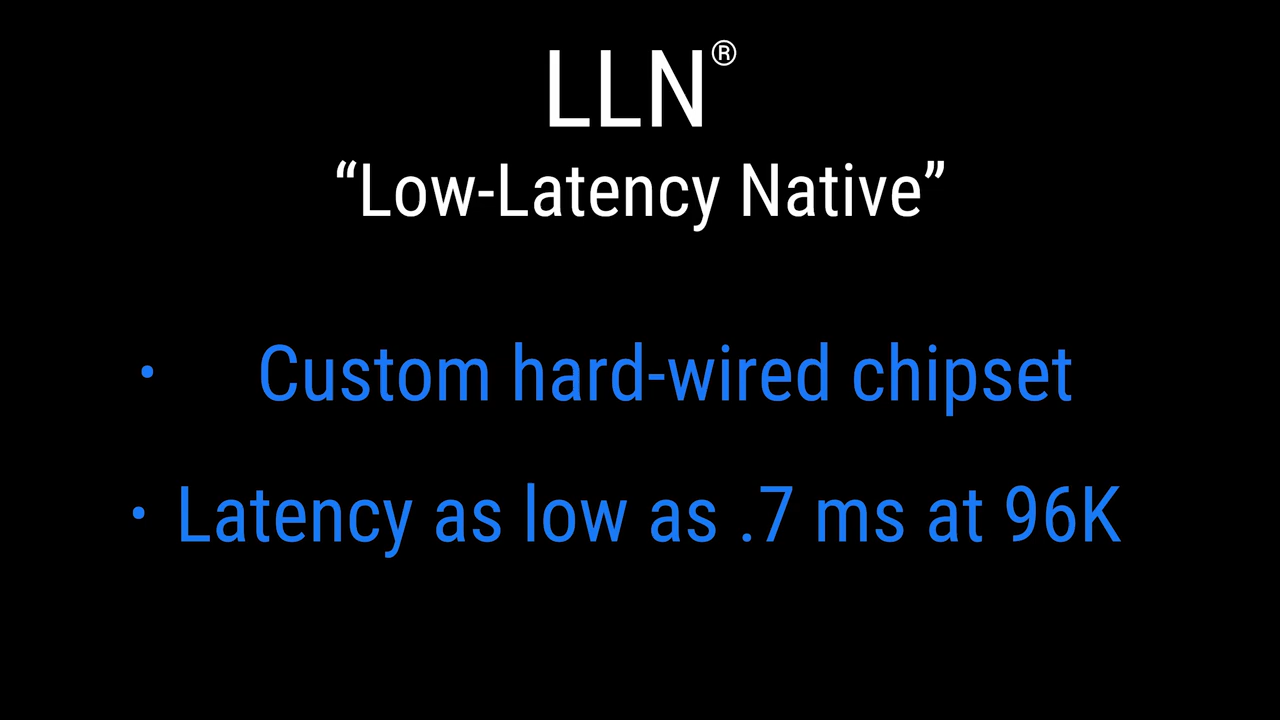 LLN®
“Low-Latency Native”
• Custom hard-wired chipset
• Latency as low as .7 ms at 96K